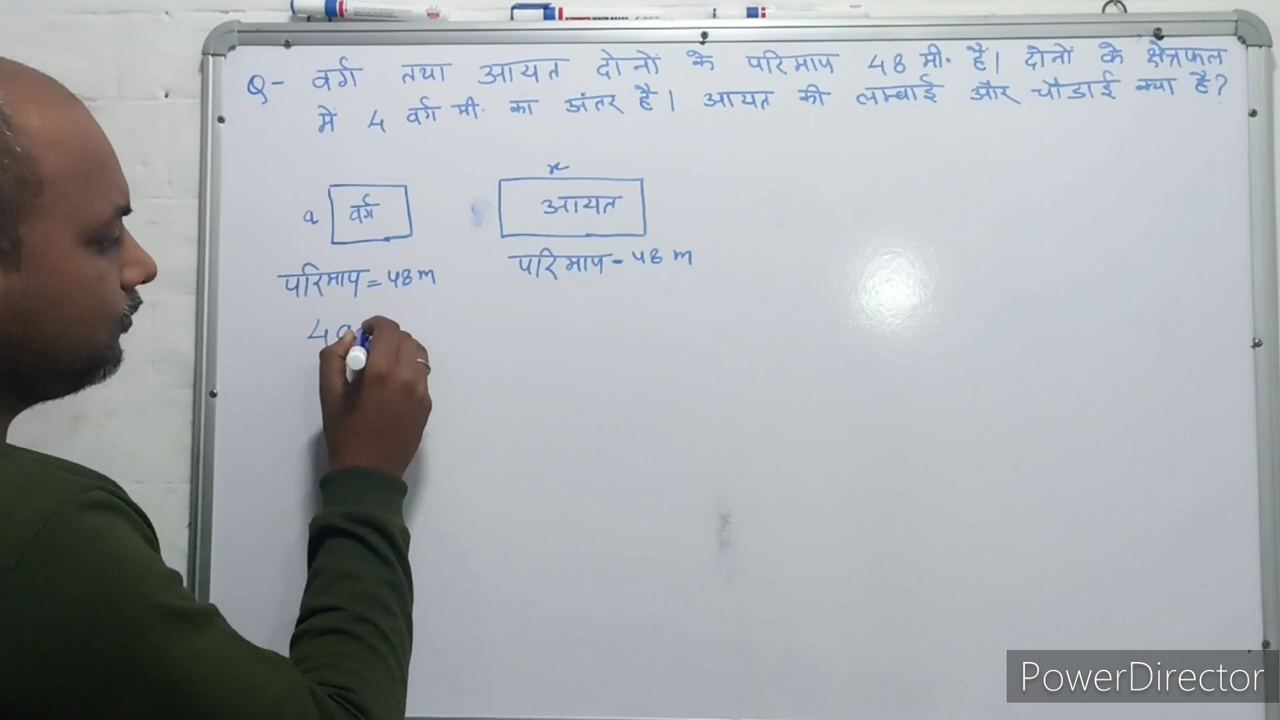 Q- वर्ग तथा आयत दोनों के परिमाप 48 मी. हैं। दोनों के क्षेत्रफल
में 4 वर्ग मी. का अंतर है। आयत की लम्बाई और चौडाई क्या है?
x
a वर्ग आयत
परिमाप = 48 m परिमाप - 48 m
4a
PowerDirector